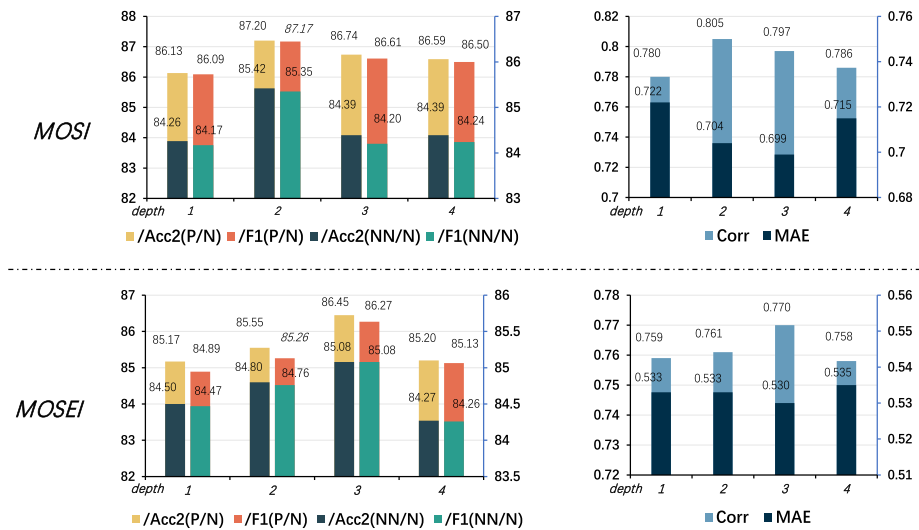 88 87
87.20 87.17
87 86.13 86.09 86.74 86.61 86.59 86.50
86 86
85.42 85.35
85 85
84.26 84.17 84.39 84.20 84.39 84.24
84 84
83
82 83
depth 1 2 3 4
/Acc2(P/N) /F1(P/N) /Acc2(NN/N) /F1(NN/N)
MOSI
0.82 0.76
0.780 0.805 0.797 0.786
0.8 0.74
0.78
0.722 0.72
0.76 0.704 0.699 0.715
0.74 0.7
0.72
0.7 0.68
depth 1 2 3 4
Corr MAE
87 86
85.17 84.89 85.55 85.26 86.45 86.27 85.20 85.13
86 85.5
85 85.08 85.08 85
84.50 84.47 84.80 84.76 84.27 84.26
84 84.5
83 84
82 83.5
depth 1 2 3 4
/Acc2(P/N) /F1(P/N) /Acc2(NN/N) /F1(NN/N)
MOSEI
0.78 0.56
0.759 0.761 0.770 0.758
0.77 0.55
0.76 0.54
0.533 0.533 0.530 0.535
0.75
0.74 0.53
0.73 0.52
0.72 0.51
depth 1 2 3 4
Corr MAE